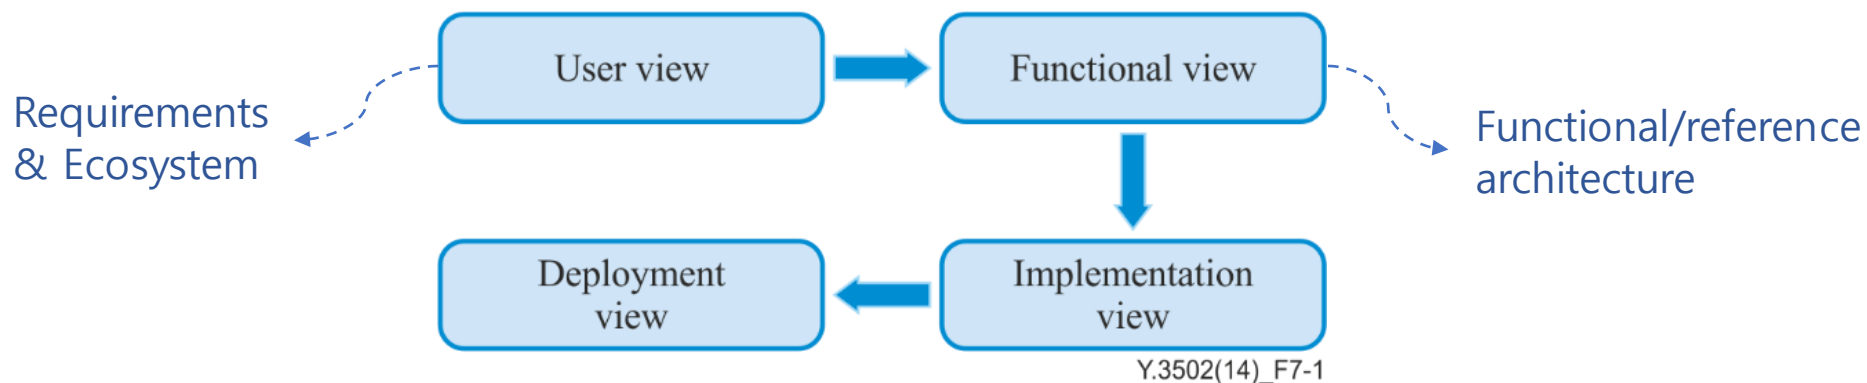 User view
Functional view
Requirements
& Ecosystem
Functional/reference
architecture
Deployment
view
Implementation
view
Y.3502(14)_F7-1